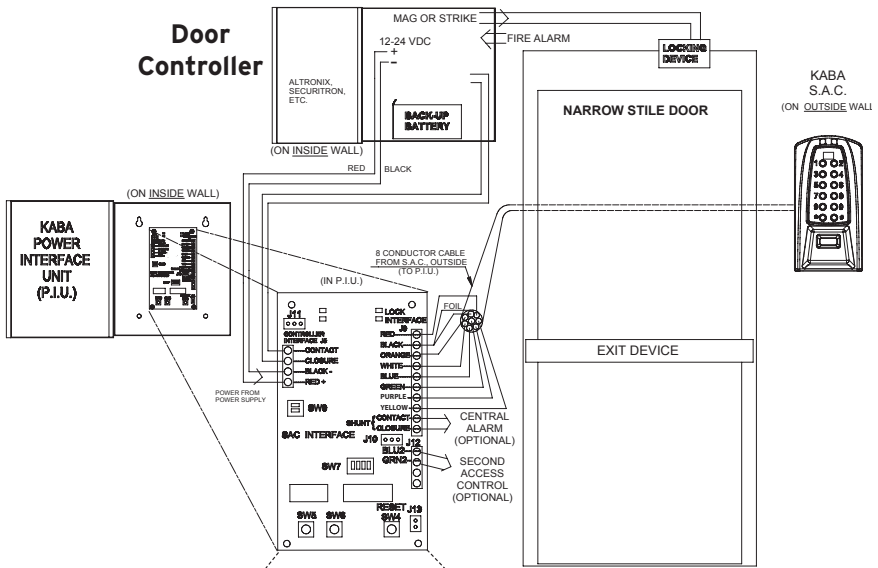 Door
Controller
MAG OR STRIKE
12-24 VDC
+
-
FIRE ALARM
ALTRONIX,
SECURITRON,
ETC.
BACK-UP
BATTERY
(ON INSIDE WALL)
RED
BLACK
LOCKING
DEVICE
NARROW STILE DOOR
KABA
S.A.C.
(ON OUTSIDE WALL
(ON INSIDE WALL)
KABA
POWER
INTERFACE
UNIT
(P.I.U.)
8 CONDUCTOR CABLE
FROM S.A.C., OUTSIDE
(TO P.I.U.)
(IN P.I.U.)
J11
LOCK
INTERFACE
J9
FOIL
CONTROLLER
INTERFACE J5
CONTACT
CLOSURE
BLACK -
RED +
POWER FROM
POWER SUPPLY
RED
BLACK
ORANGE
WHITE
BLUE
GREEN
PURPLE
YELLOW
SHUNT
CONTACT
CLOSURE
SW9
SAC INTERFACE
J10
J12
BLU2
GRN2
CENTRAL
ALARM
(OPTIONAL)
SECOND
ACCESS
CONTROL
(OPTIONAL)
SW7
SW5
SW6
RESET
SW4
J13
EXIT DEVICE